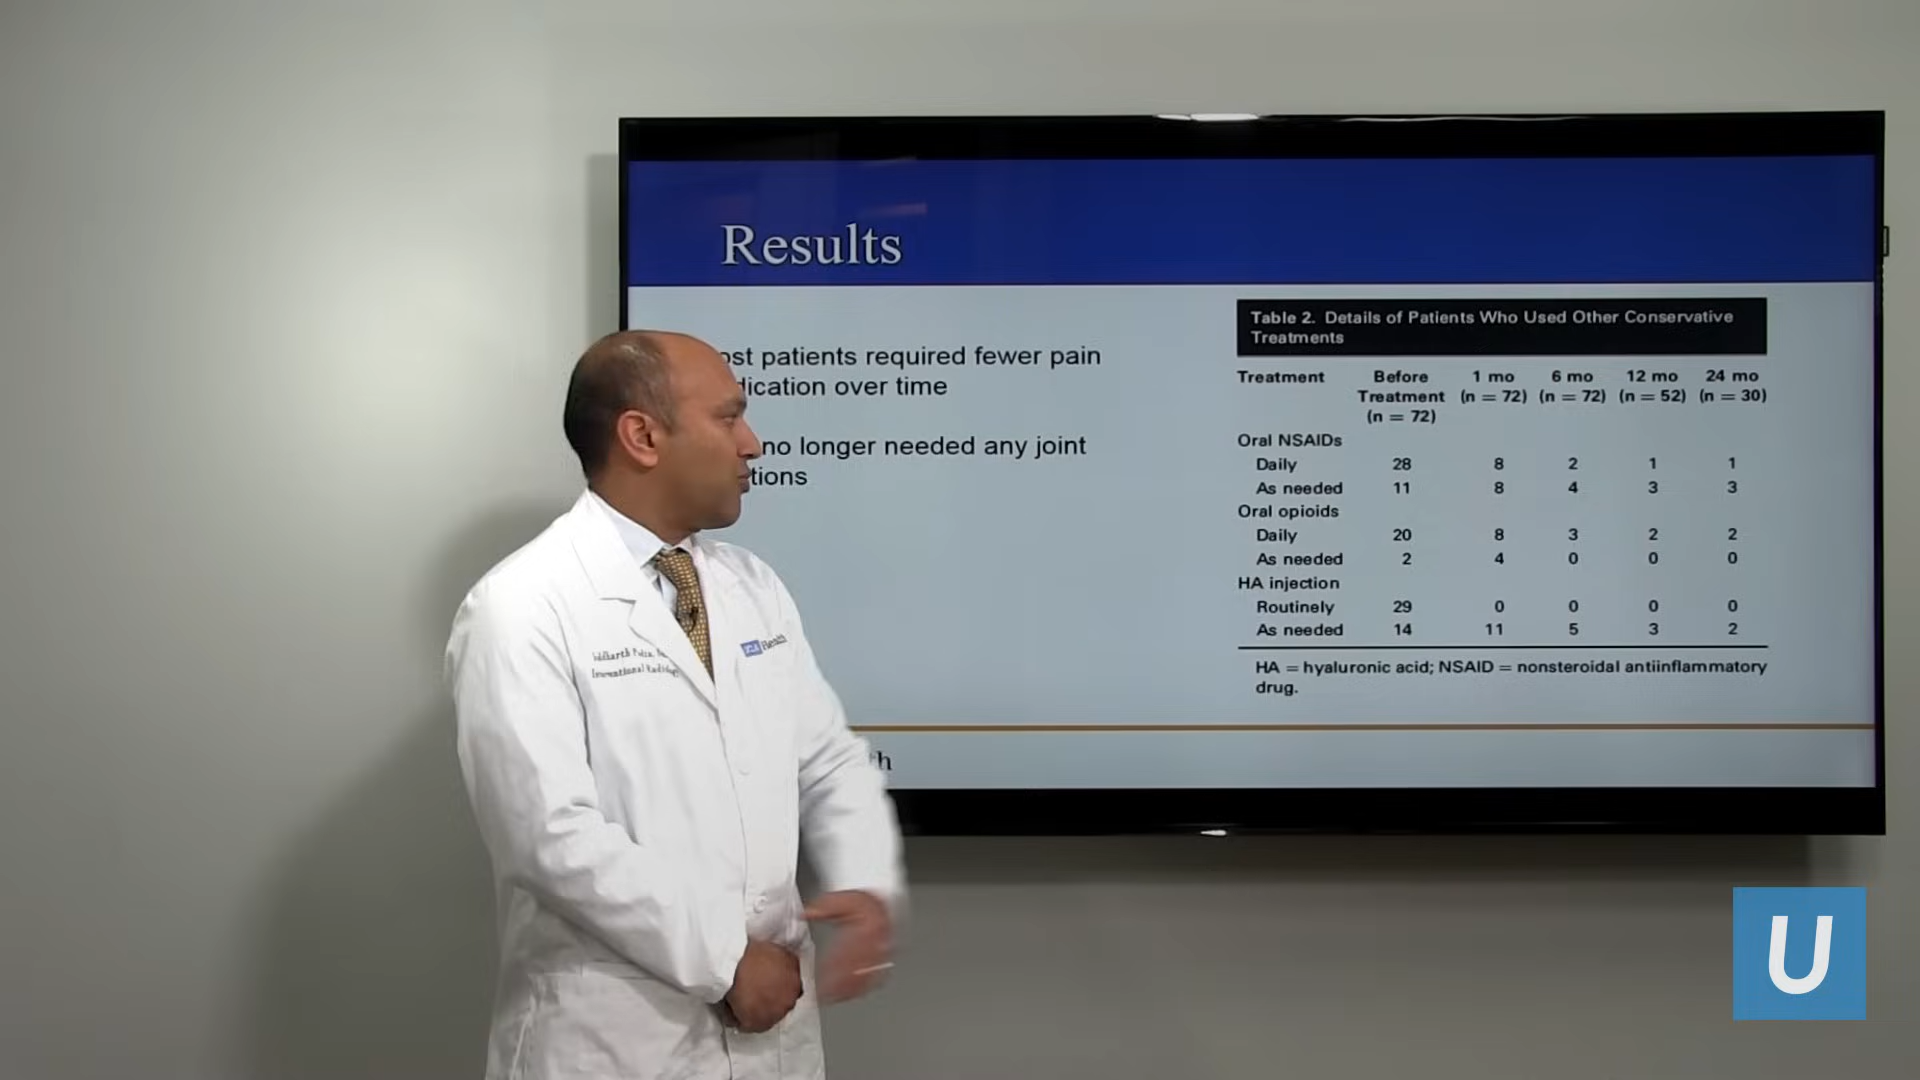 Results
patients required fewer pain
over time
no longer needed any joint
Table 2. Details of Patients Who Used Other Conservative
Treatments
Treatment Before 1 mo 6 mo 12 mo 24 mo
Treatment (n = 72) (n = 72) (n = 52) (n = 30)
(n = 72)
Oral NSAIDs
Daily 28 8 2 1 1
As needed 11 8 4 3 3
Oral opioids
Daily 20 8 3 2 2
As needed 2 4 0 0 0
HA injection
Routinely 29 0 0 0 0
As needed 14 11 5 3 2
HA = hyaluronic acid; NSAID = nonsteroidal antiinflammatory
drug.
Health
U